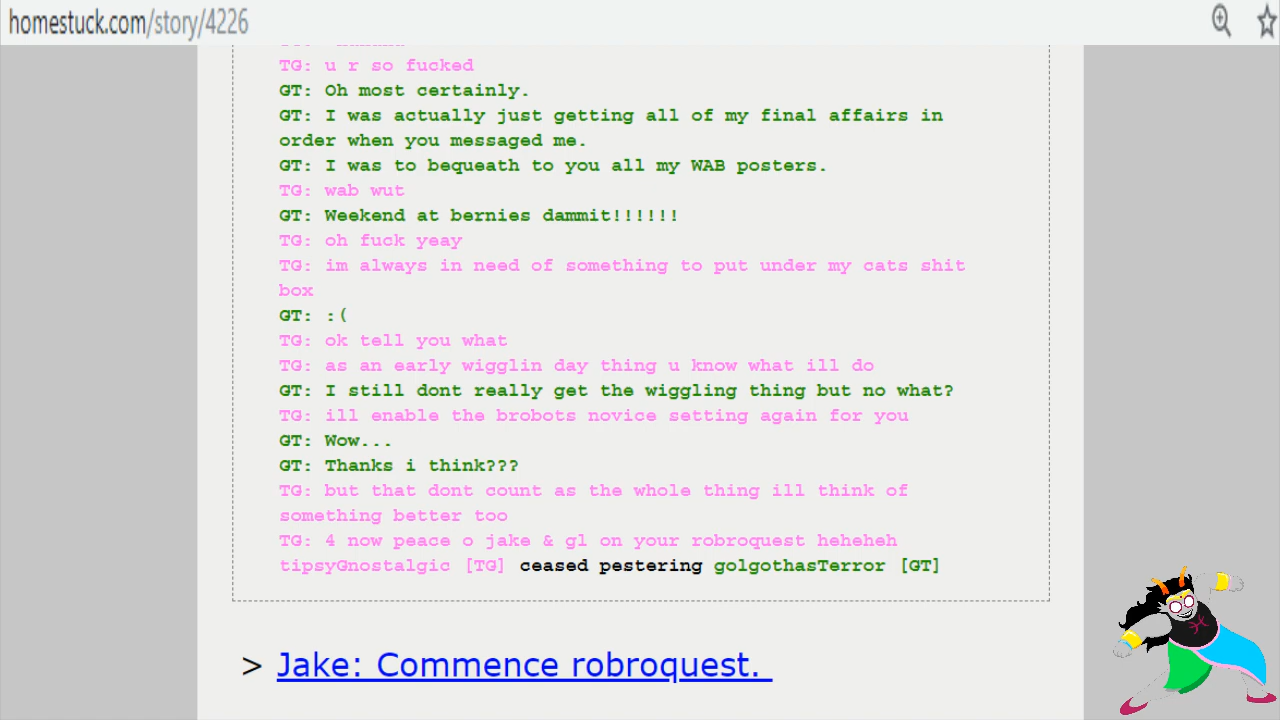 homestuck.com/story/4226
TG: u r so fucked
GT: Oh most certainly.
GT: I was actually just getting all of my final affairs in
order when you messaged me.
GT: I was to bequeath to you all my WAB posters.
TG: wab wut
GT: Weekend at bernies dammit!!!!!!
TG: oh fuck yeay
TG: im always in need of something to put under my cats shit
box
GT: :(
TG: ok tell you what
TG: as an early wigglin day thing u know what ill do
GT: I still dont really get the wiggling thing but no what?
TG: ill enable the brobots novice setting again for you
GT: Wow...
GT: Thanks i think???
TG: but that dont count as the whole thing ill think of
something better too
TG: 4 now peace o jake & gl on your robroquest heheheh
tipsyGnostalgic [TG] ceased pestering golgothasTerror [GT]
> Jake: Commence robroquest.